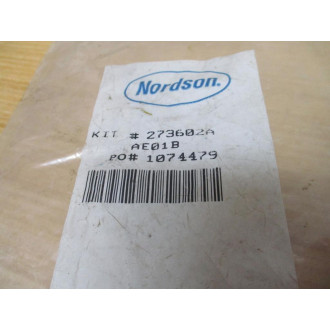 Nordson.
KIT # 273602A
AE01B
PO# 1074479